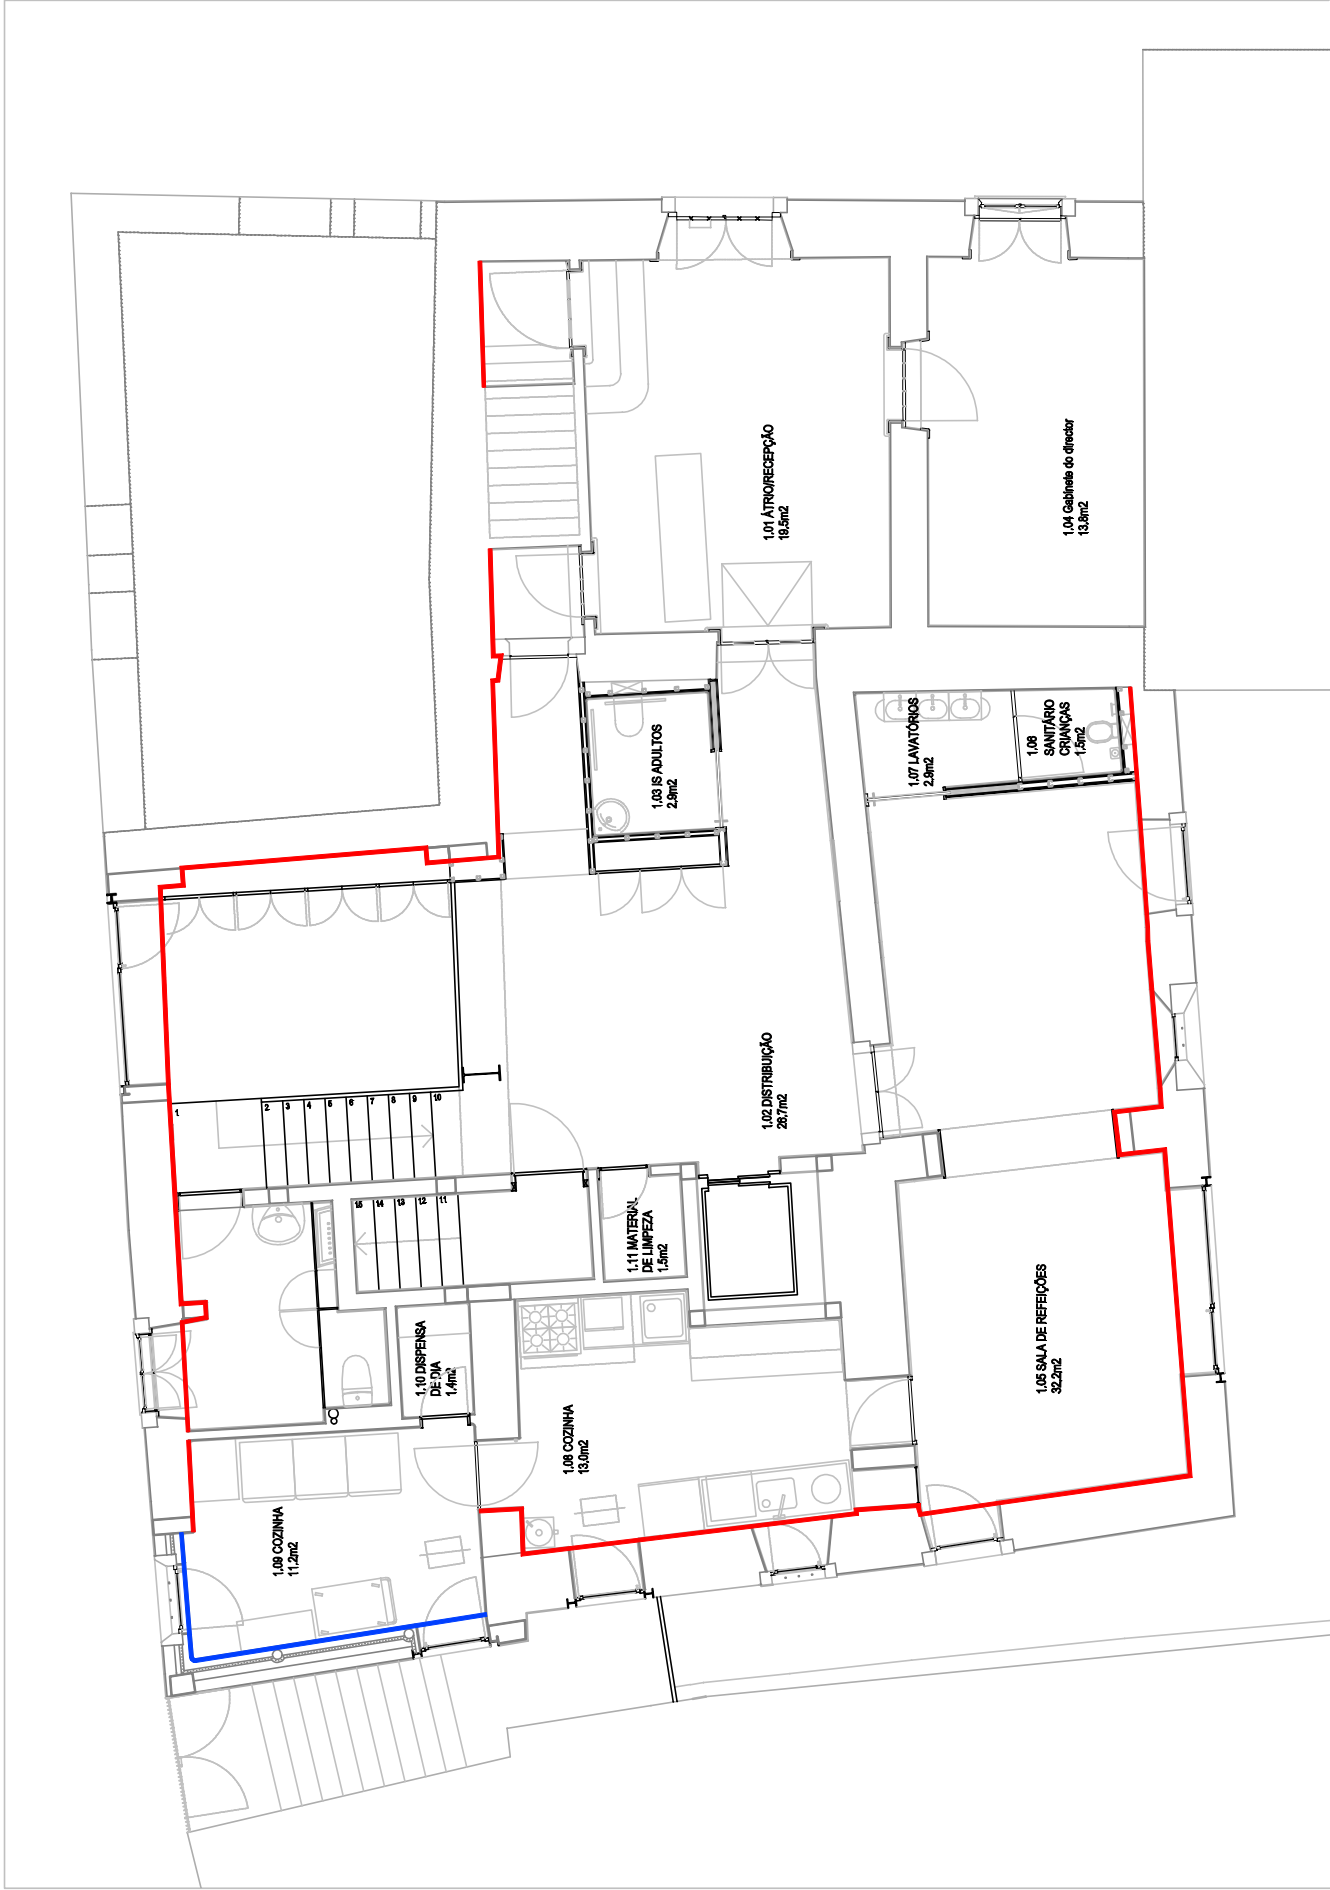 1.01 ÁTRIO/RECEPÇÃO
19,5m2
1.04 Gabinete do director
13,8m2
1.03 IS ADULTOS
2,9m2
1.07 LAVATÓRIOS
2,9m2
1.06
SANITÁRIO
CRIANÇAS
1,5m2
1.02 DISTRIBUIÇÃO
26,7m2
1
2
3
4
5
6
7
8
9
10
15
14
13
12
11
1.11 MATERIAL
DE LIMPEZA
1,5m2
1.05 SALA DE REFEIÇÕES
32,2m2
1.10 DISPENSA
DE DIA
1,4m2
1.08 COZINHA
13,0m2
1.09 COZINHA
11,2m2